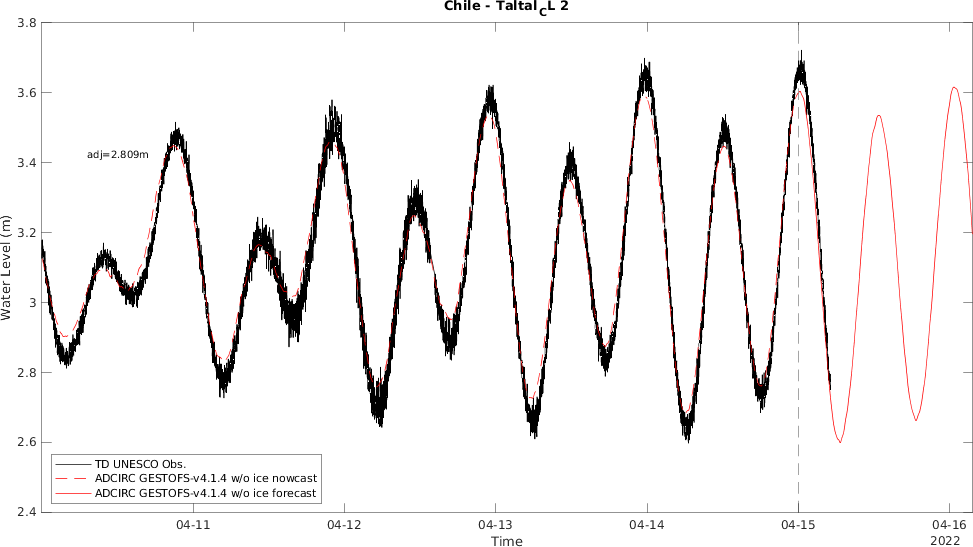 Chile - Taltal_CL 2
3.8
3.6
3.4
3.2
3
2.8
2.6
2.4
Water Level (m)
adj=2.809m
TD UNESCO Obs.
ADCIRC GESTOFS-v4.1.4 w/o ice nowcast
ADCIRC GESTOFS-v4.1.4 w/o ice forecast
04-11 04-12 04-13 04-14 04-15 04-16
Time 2022